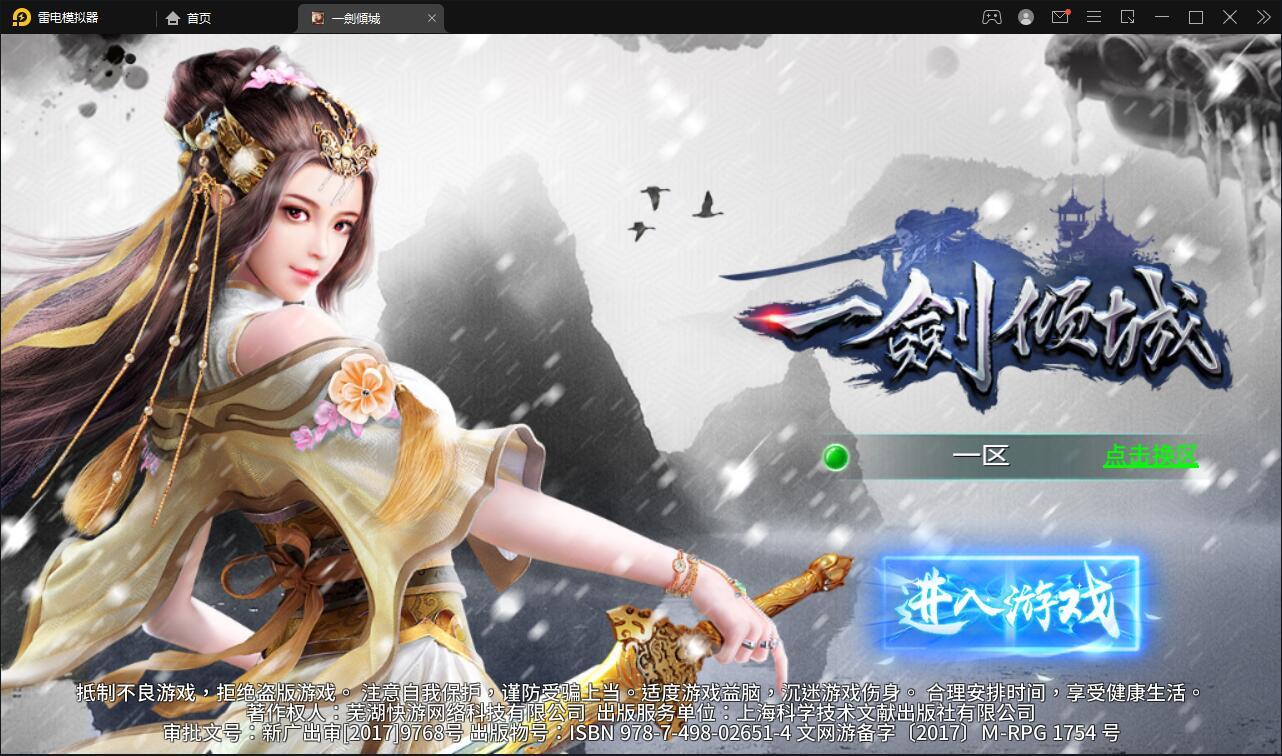 雷电模拟器
首页
一劍傾城
一劍倾城
一区
点击换区
进入游戏
抵制不良游戏，拒绝盗版游戏。 注意自我保护，谨防受骗上当。适度游戏益脑，沉迷游戏伤身。 合理安排时间，享受健康生活。
著作权人：芜湖快游网络科技有限公司 出版服务单位：上海科学技术文献出版社有限公司
审批文号：新广出审[2017]9768号 出版物号：ISBN 978-7-498-02651-4 文网游备字〔2017〕M-RPG 1754 号